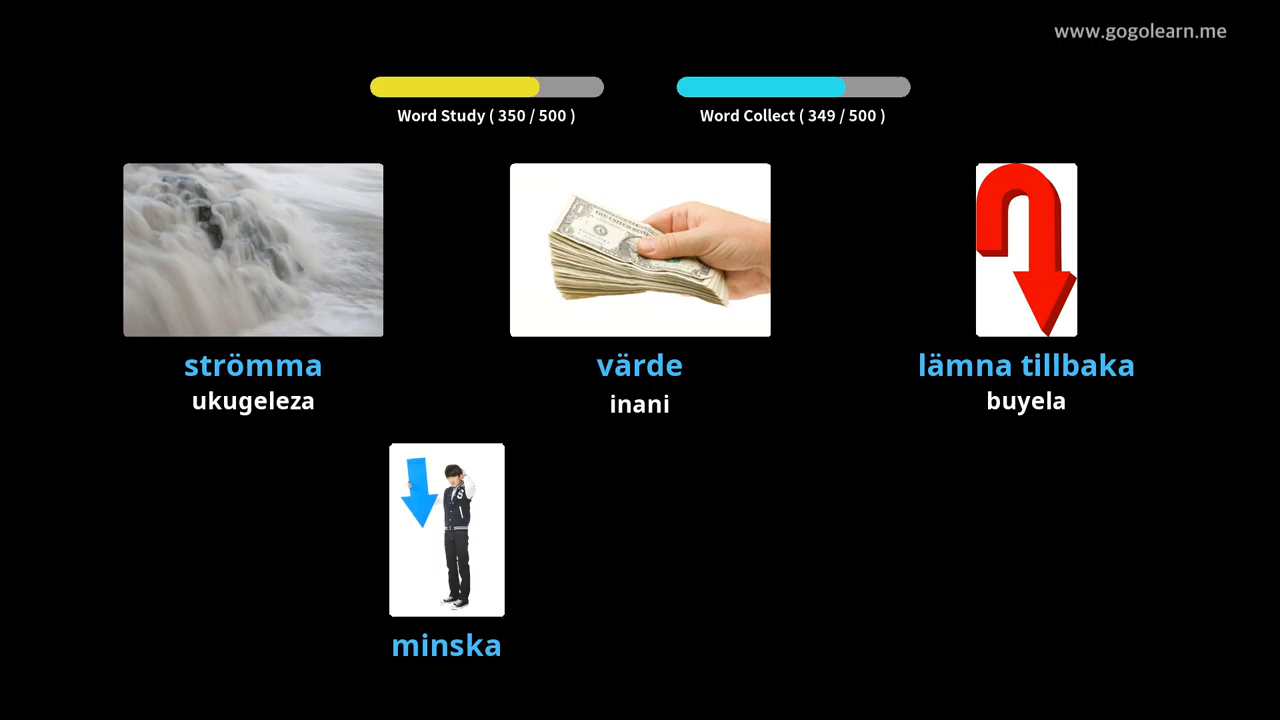 www.gogolearn.me
Word Study ( 350 / 500 )
Word Collect ( 349 / 500 )
strömma
ukugeleza
värde
inani
lämna tillbaka
buyela
minska